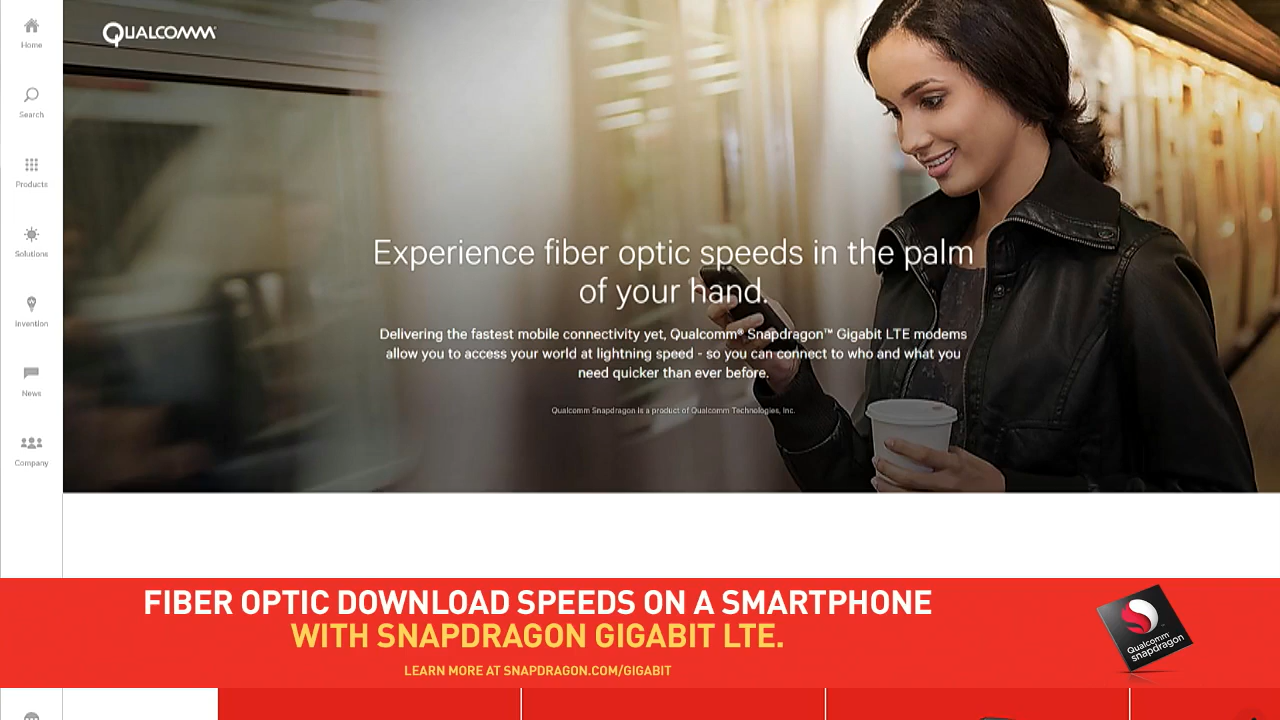 Home
Search
Products
Solutions
Invention
News
Company
QUALCOMM®
Experience fiber optic speeds in the palm
of your hand.
Delivering the fastest mobile connectivity yet, Qualcomm® Snapdragon™ Gigabit LTE modems
allow you to access your world at lightning speed - so you can connect to who and what you
need quicker than ever before.
Qualcomm Snapdragon is a product of Qualcomm Technologies, Inc.
FIBER OPTIC DOWNLOAD SPEEDS ON A SMARTPHONE
WITH SNAPDRAGON GIGABIT LTE.
LEARN MORE AT SNAPDRAGON.COM/GIGABIT
Qualcomm
snapdragon